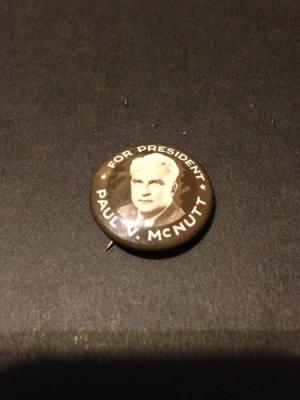 FOR PRESIDENT
PAUL V. McNUTT